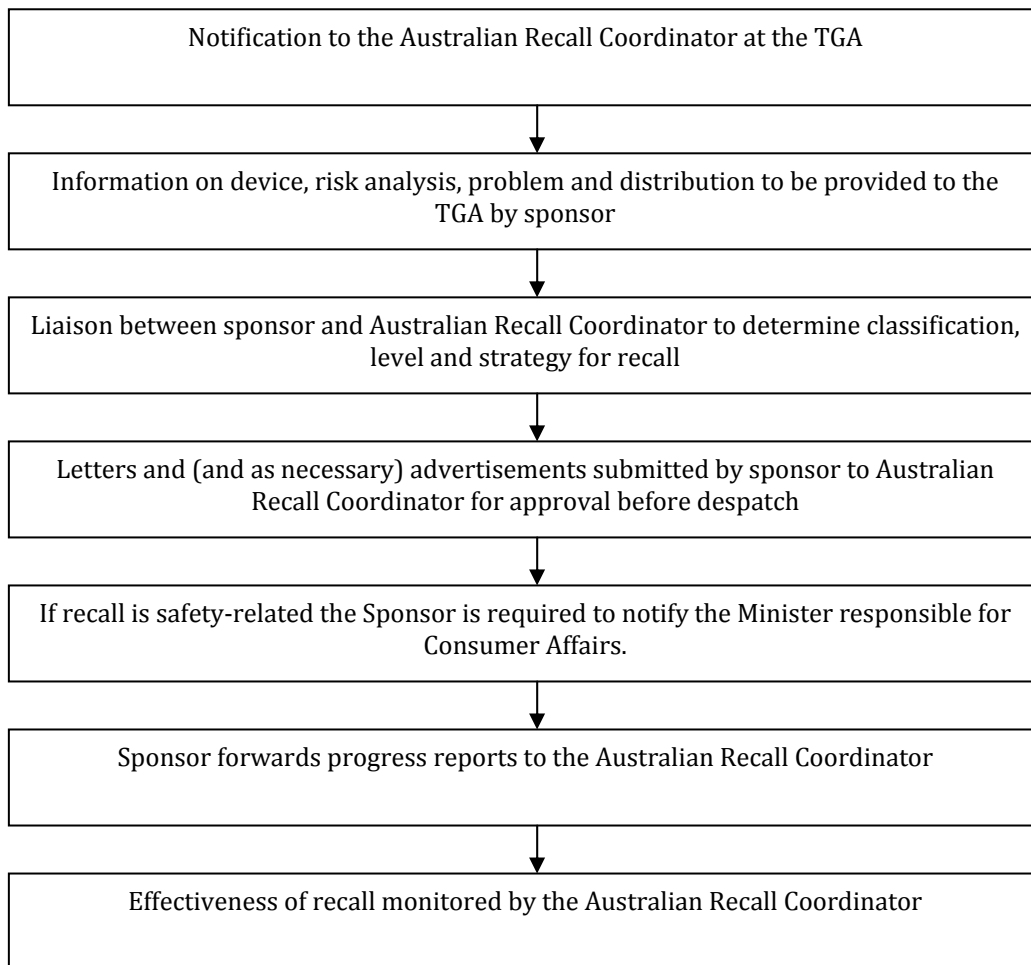 Notification to the Australian Recall Coordinator at the TGA
Information on device, risk analysis, problem and distribution to be provided to the
TGA by sponsor
Liaison between sponsor and Australian Recall Coordinator to determine classification,
level and strategy for recall
Letters and (and as necessary) advertisements submitted by sponsor to Australian
Recall Coordinator for approval before despatch
If recall is safety-related the Sponsor is required to notify the Minister responsible for
Consumer Affairs.
Sponsor forwards progress reports to the Australian Recall Coordinator
Effectiveness of recall monitored by the Australian Recall Coordinator